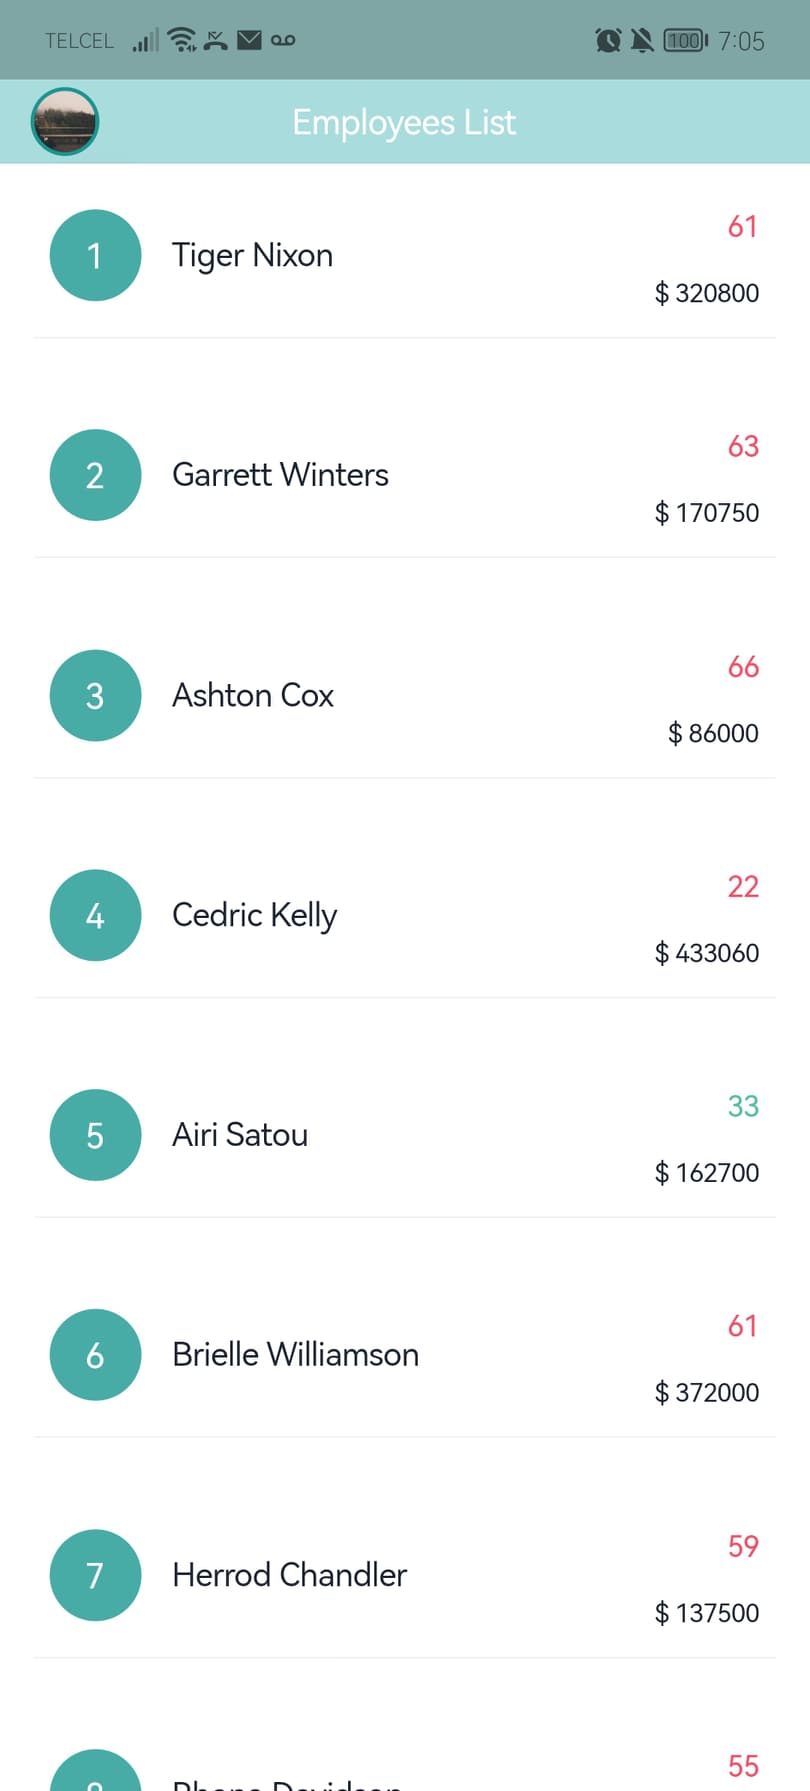 TELCEL 100 7:05
Employees List
61
1 Tiger Nixon
$ 320800
63
2 Garrett Winters
$ 170750
66
3 Ashton Cox
$ 86000
22
4 Cedric Kelly
$ 433060
33
5 Airi Satou
$ 162700
61
6 Brielle Williamson
$ 372000
59
7 Herrod Chandler
$ 137500
55